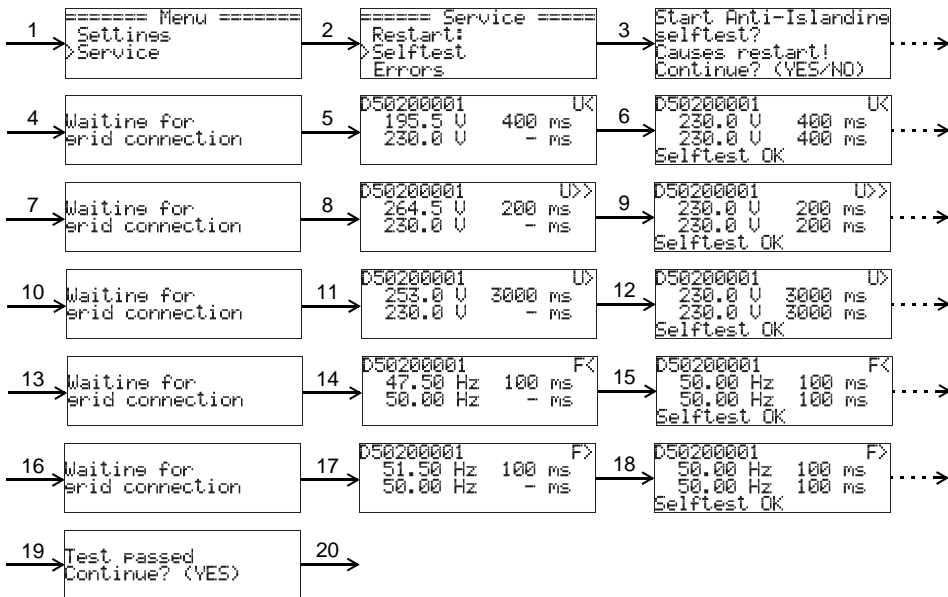 1
======= Menu =======
Settings
>Service
2
====== Service =====
Restart:
>Selftest
Errors
3
Start Anti-Islanding
selftest?
Causes restart!
Continue? (YES/NO)
4
Waiting for
grid connection
5
D50200001 U<
195.5 V 400 ms
230.0 V - ms
6
D50200001 U<
230.0 V 400 ms
230.0 V 400 ms
Selftest OK
7
Waiting for
grid connection
8
D50200001 U>>
264.5 V 200 ms
230.0 V - ms
9
D50200001 U>>
230.0 V 200 ms
230.0 V 200 ms
Selftest OK
10
Waiting for
grid connection
11
D50200001 U>
253.0 V 3000 ms
230.0 V - ms
12
D50200001 U>
230.0 V 3000 ms
230.0 V 3000 ms
Selftest OK
13
Waiting for
grid connection
14
D50200001 F<
47.50 Hz 100 ms
50.00 Hz - ms
15
D50200001 F<
50.00 Hz 100 ms
50.00 Hz 100 ms
Selftest OK
16
Waiting for
grid connection
17
D50200001 F>
51.50 Hz 100 ms
50.00 Hz - ms
18
D50200001 F>
50.00 Hz 100 ms
50.00 Hz 100 ms
Selftest OK
19
Test passed
Continue? (YES)
20